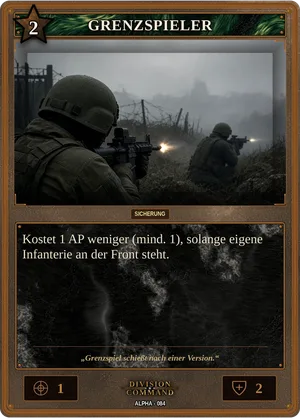 2
GRENZSPIELER
SICHERUNG
Kostet 1 AP weniger (mind. 1), solange eigene
Infanterie an der Front steht.
„Grenzspiel schießt nach einer Version.“
1
DIVISION
COMMAND
2
ALPHA - 084